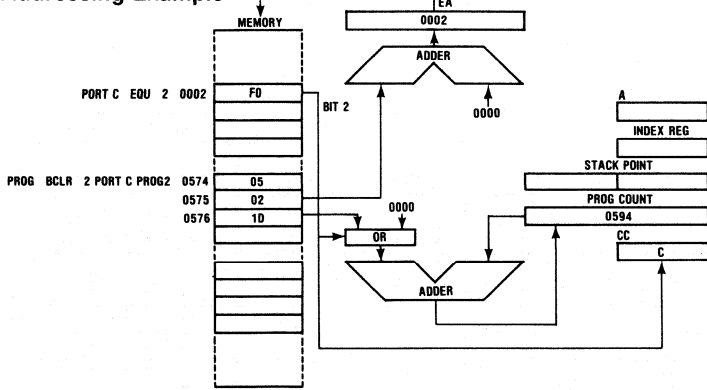 Addressing Example
EA
MEMORY
0002
ADDER
PORT C EQU 2 0002 F0
BIT 2
0000
A
INDEX REG
STACK POINT
PROG BCLR 2 PORT C PROG2 0574 05
0575 02
PROG COUNT
0576 1D
0000
0594
OR
CC
C
ADDER